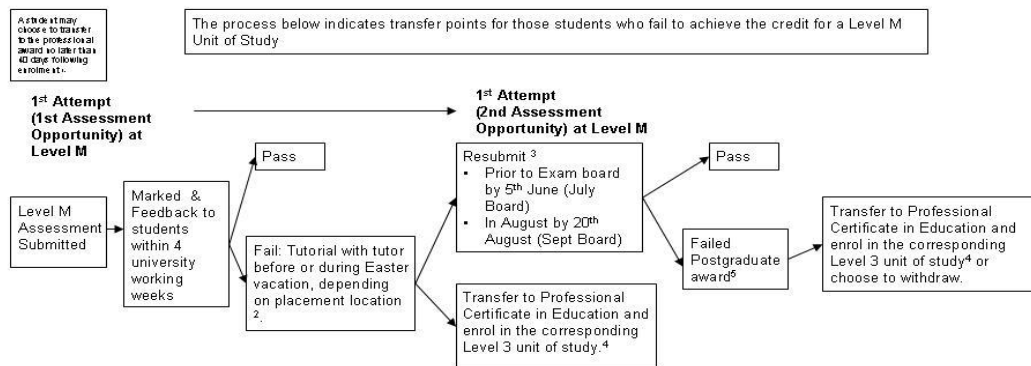 A student may
choose to transfer
to the professional
award no later than
40 days following
enrolment
The process below indicates transfer points for those students who fail to achieve the credit for a Level M
Unit of Study
1st Attempt
(1st Assessment
Opportunity) at
Level M
1st Attempt
(2nd Assessment
Opportunity) at Level M
Level M
Assessment
Submitted
Marked & 
Feedback to
students
within 4
university
working
weeks
Pass
Fail: Tutorial with tutor
before or during Easter
vacation, depending
on placement location
2.
Resubmit 3
▪ Prior to Exam board
by 5th June (July
Board)
▪ In August by 20th
August (Sept Board)
Transfer to Professional
Certificate in Education and
enrol in the corresponding
Level 3 unit of study.4
Pass
Failed
Postgraduate
award5
Transfer to Professional
Certificate in Education and
enrol in the corresponding
Level 3 unit of study4 or
choose to withdraw.